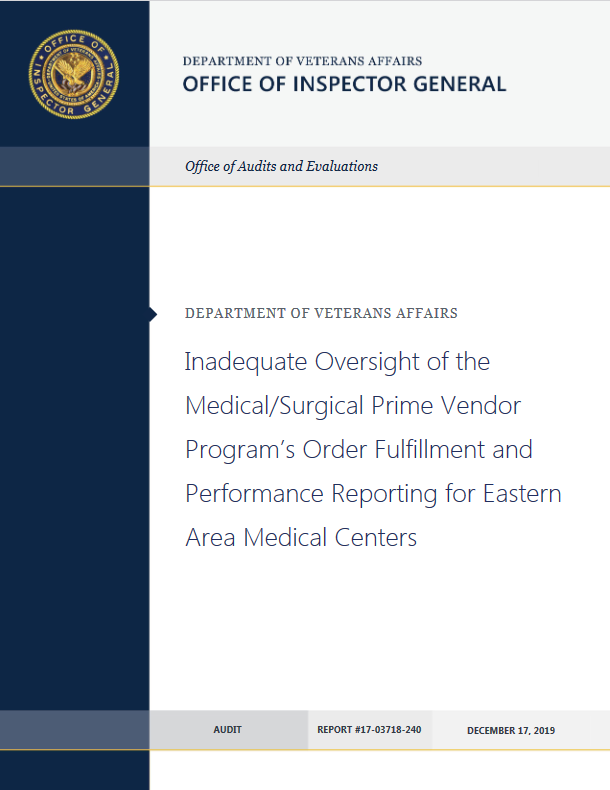 OFFICE OF
INSPECTOR GENERAL
DEPARTMENT OF VETERANS AFFAIRS
OFFICE OF INSPECTOR GENERAL
Office of Audits and Evaluations
DEPARTMENT OF VETERANS AFFAIRS
Inadequate Oversight of the
Medical/Surgical Prime Vendor
Program’s Order Fulfillment and
Performance Reporting for Eastern
Area Medical Centers
AUDIT
REPORT #17-03718-240
DECEMBER 17, 2019